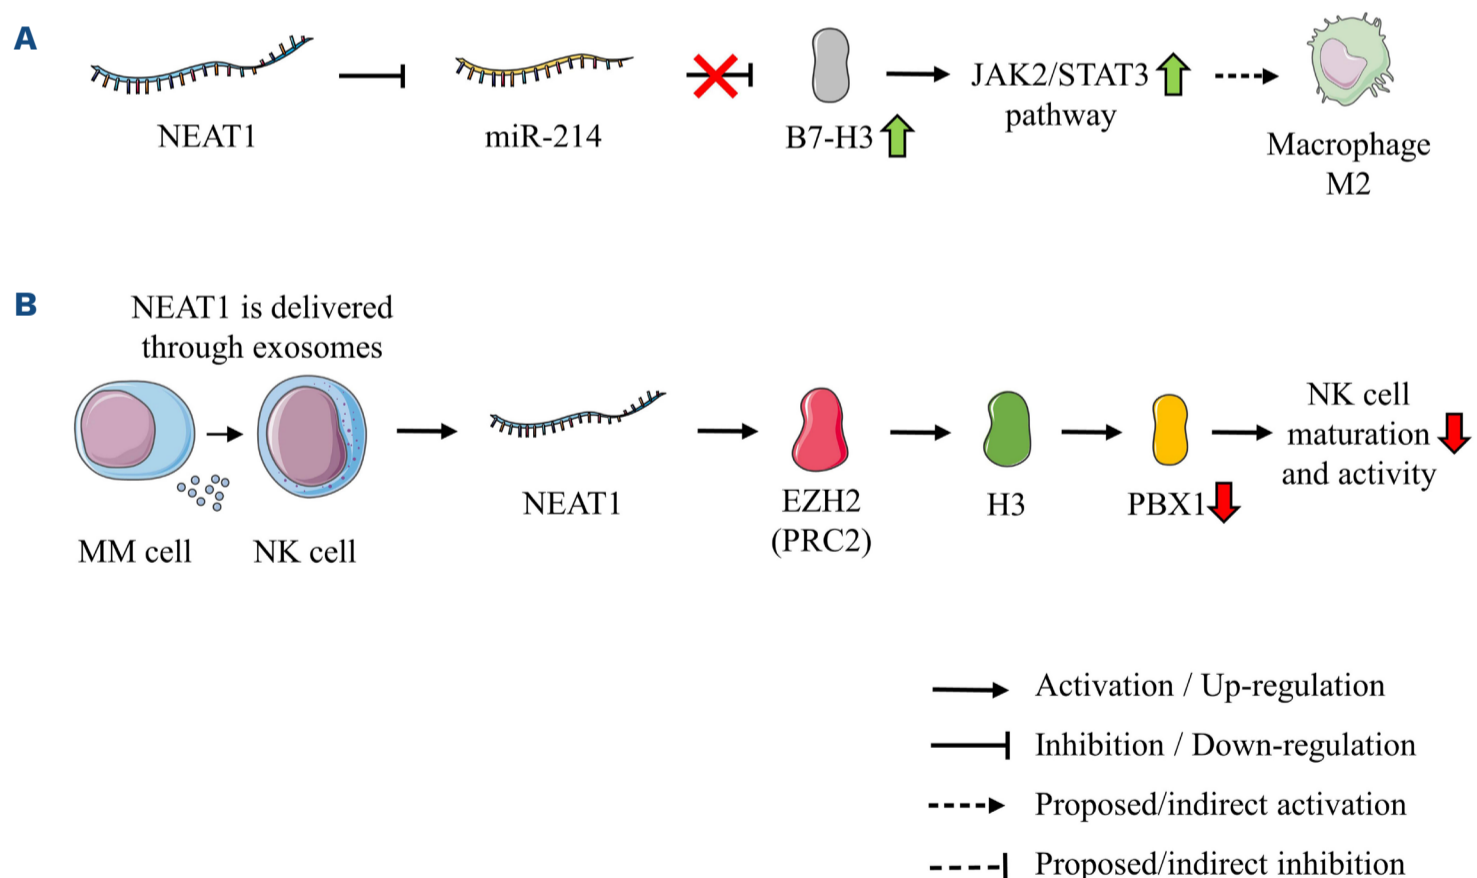 A
NEAT1
miR-214
B7-H3
JAK2/STAT3
pathway
Macrophage
M2
B
NEAT1 is delivered
through exosomes
MM cell
NK cell
NEAT1
EZH2
(PRC2)
H3
PBX1
NK cell
maturation
and activity
Activation / Up-regulation
Inhibition / Down-regulation
Proposed/indirect activation
Proposed/indirect inhibition